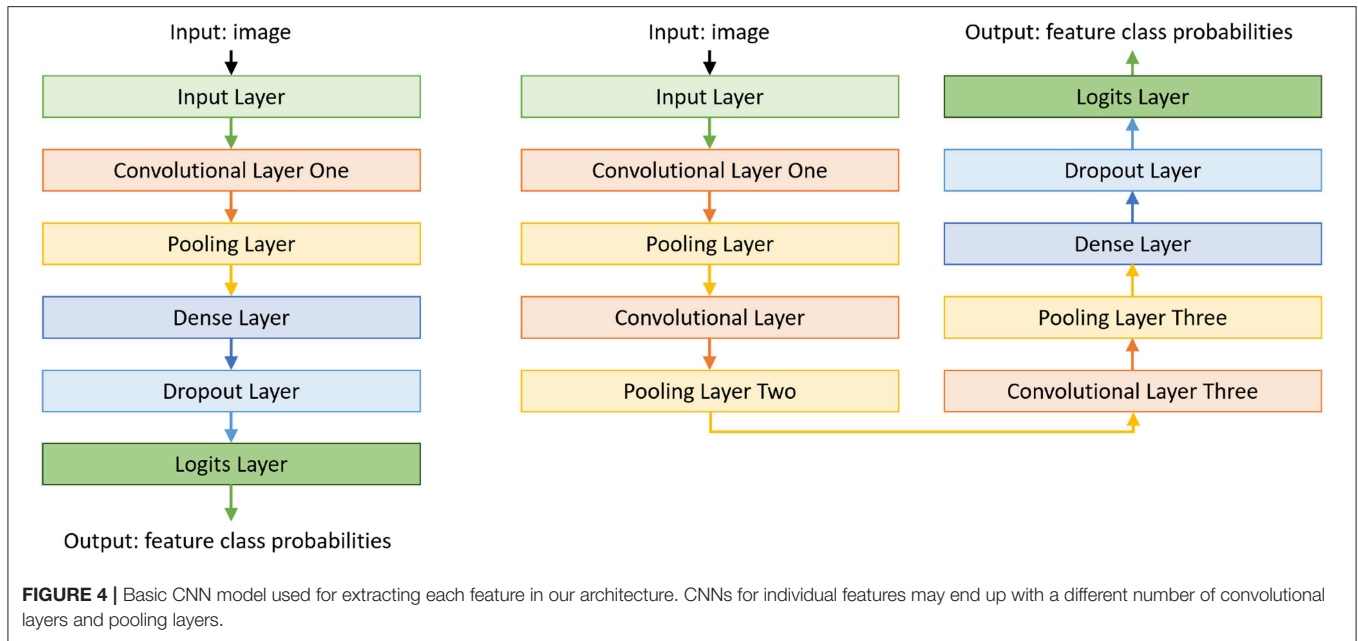 Input: image
Input Layer
Convolutional Layer One
Pooling Layer
Dense Layer
Dropout Layer
Logits Layer
Output: feature class probabilities
Input: image
Input Layer
Convolutional Layer One
Pooling Layer
Convolutional Layer
Pooling Layer Two
Output: feature class probabilities
Logits Layer
Dropout Layer
Dense Layer
Pooling Layer Three
Convolutional Layer Three
FIGURE 4 | Basic CNN model used for extracting each feature in our architecture. CNNs for individual features may end up with a different number of convolutional
layers and pooling layers.